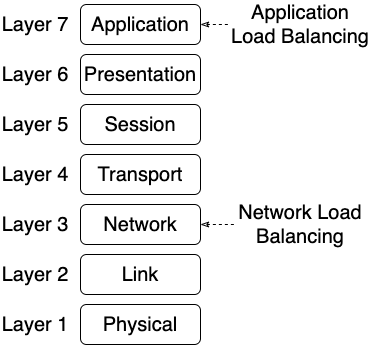 Layer 7 Application Application
Load Balancing
Layer 6 Presentation
Layer 5 Session
Layer 4 Transport
Layer 3 Network Network Load
Balancing
Layer 2 Link
Layer 1 Physical